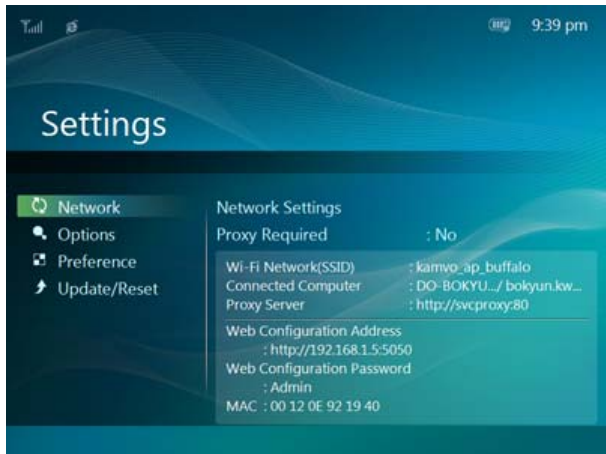 9:39 pm
Settings
Network
Options
Preference
Update/Reset
Network Settings
Proxy Required : No
Wi-Fi Network(SSID) : kamvo_ap_buffalo
Connected Computer : DO-BOKYU.../ bokyun.kw...
Proxy Server : http://svcproxy:80
Web Configuration Address
: http://192.168.1.5:5050
Web Configuration Password
: Admin
MAC : 00 12 0E 92 19 40